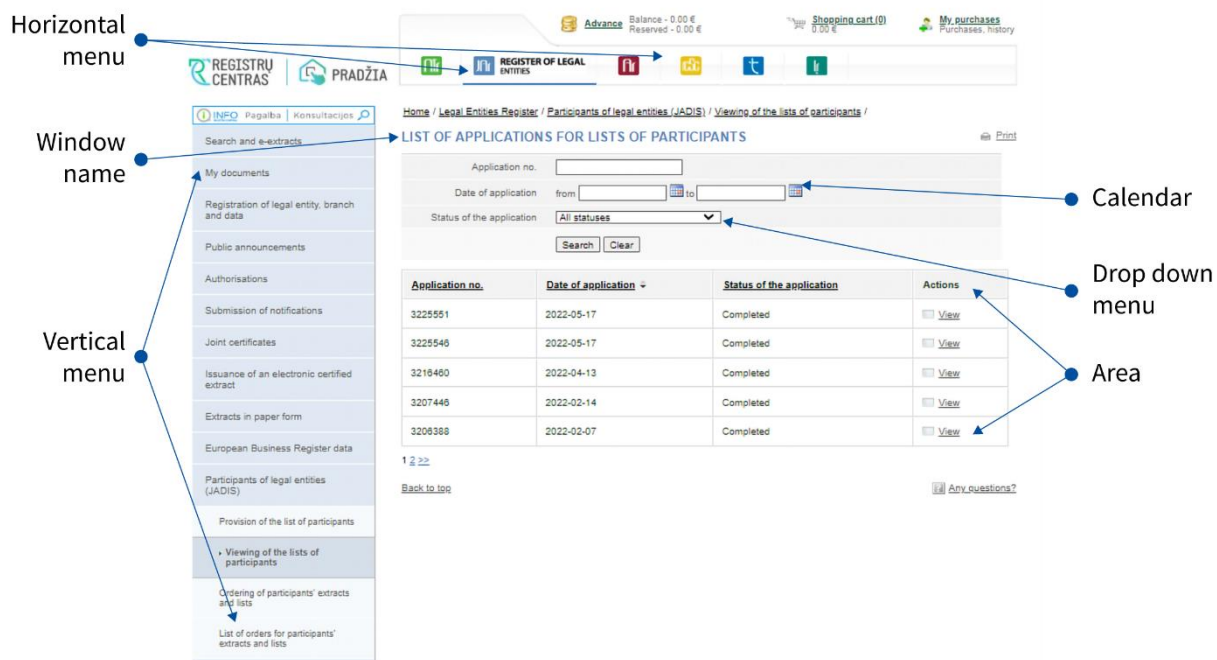 Horizontal
menu
Advance
Balance - 0.00 €
Reserved - 0.00 €
Shopping cart (0)
0.00 €
My purchases
Purchases, history
REGISTRŲ
CENTRAS
PRADŽIA
REGISTER OF LEGAL
ENTITIES
INFO Pagalba | Konsultacijos
Home / Legal Entities Register / Participants of legal entities (JADIS) / Viewing of the lists of participants /
Window
name
LIST OF APPLICATIONS FOR LISTS OF PARTICIPANTS
Print
Search and e-extracts
My documents
Registration of legal entity, branch
and data
Public announcements
Authorisations
Submission of notifications
Joint certificates
Issuance of an electronic certified
extract
Extracts in paper form
European Business Register data
Participants of legal entities
(JADIS)
Provision of the list of participants
Viewing of the lists of
participants
Ordering of participants' extracts
and lists
List of orders for participants'
extracts and lists
Vertical
menu
Application no.
Date of application from to
Status of the application All statuses
Search Clear
Calendar
Drop down
menu
Application no. Date of application Status of the application Actions
3225551 2022-05-17 Completed View
3225546 2022-05-17 Completed View
3216460 2022-04-13 Completed View
3207446 2022-02-14 Completed View
3206388 2022-02-07 Completed View
Area
1 2 >>
Back to top
Any questions?